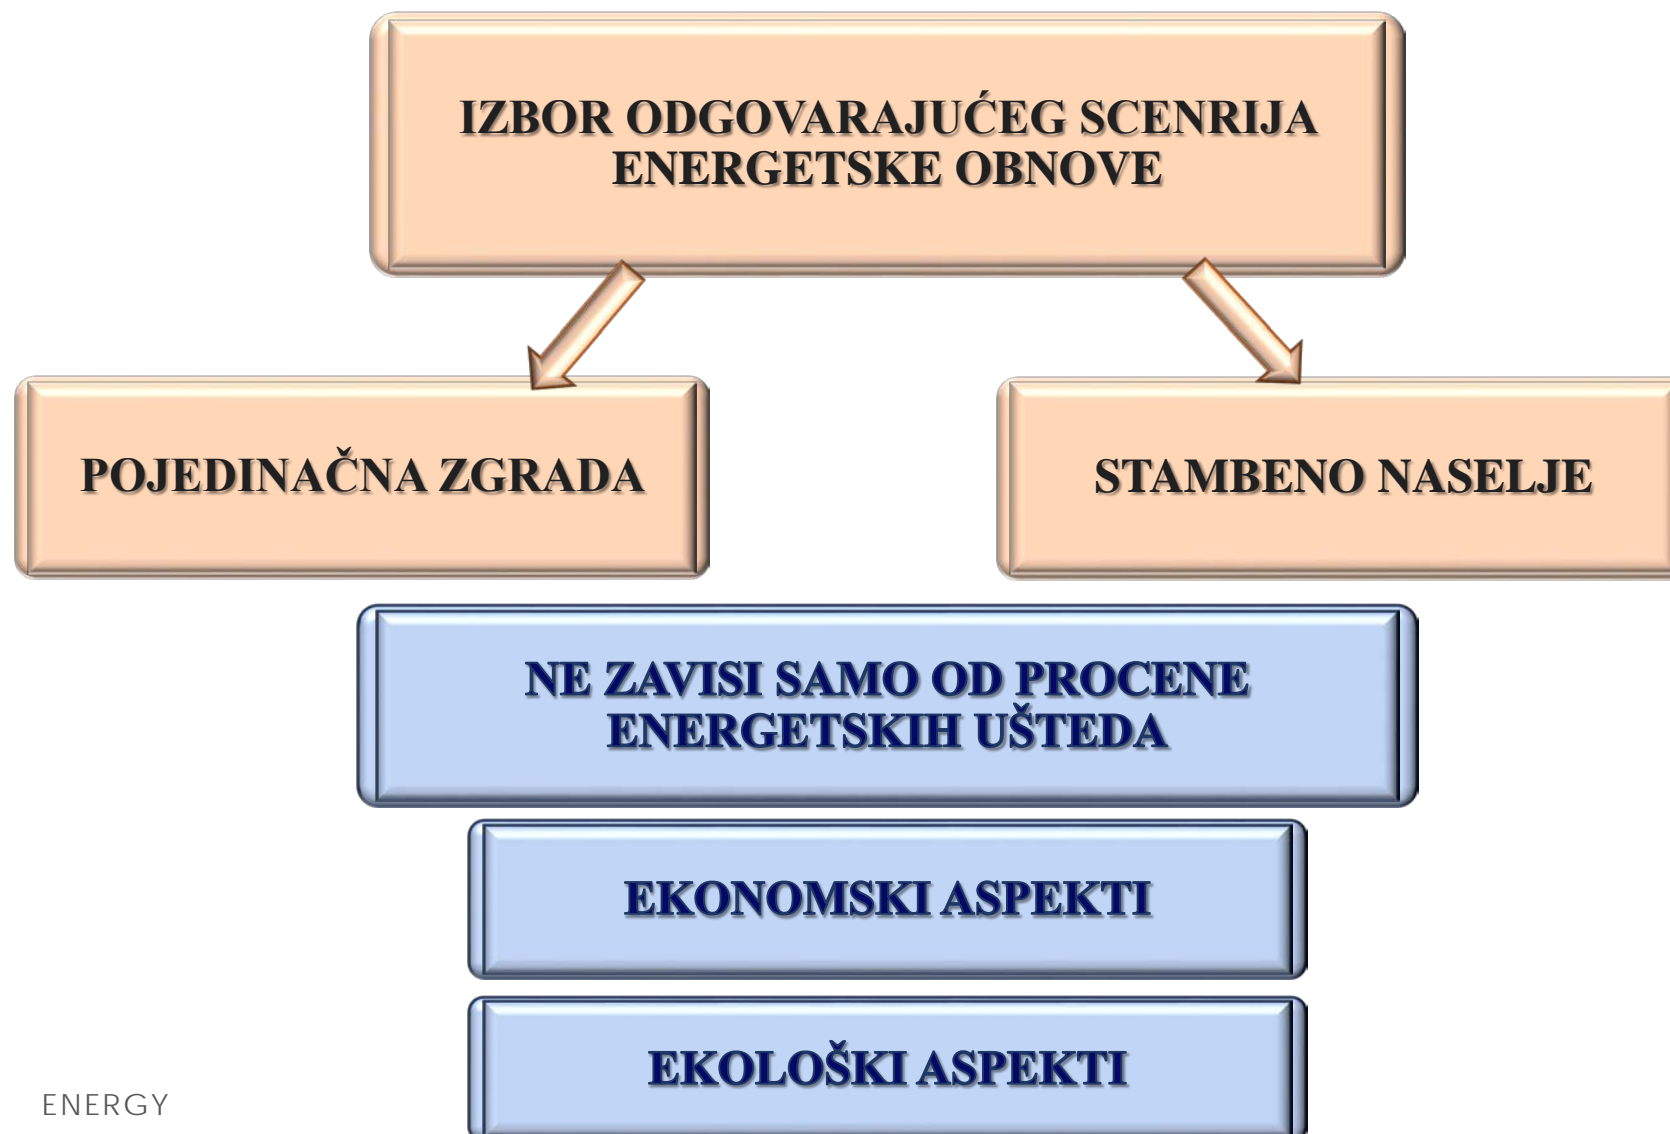 IZBOR ODGOVARAJUĆEG SCENRIJA
ENERGETSKE OBNOVE
POJEDINAČNA ZGRADA
STAMBENO NASELJE
NE ZAVISI SAMO OD PROCENE
ENERGETSKIH UŠTEDA
EKONOMSKI ASPEKTI
EKOLOŠKI ASPEKTI
ENERGY